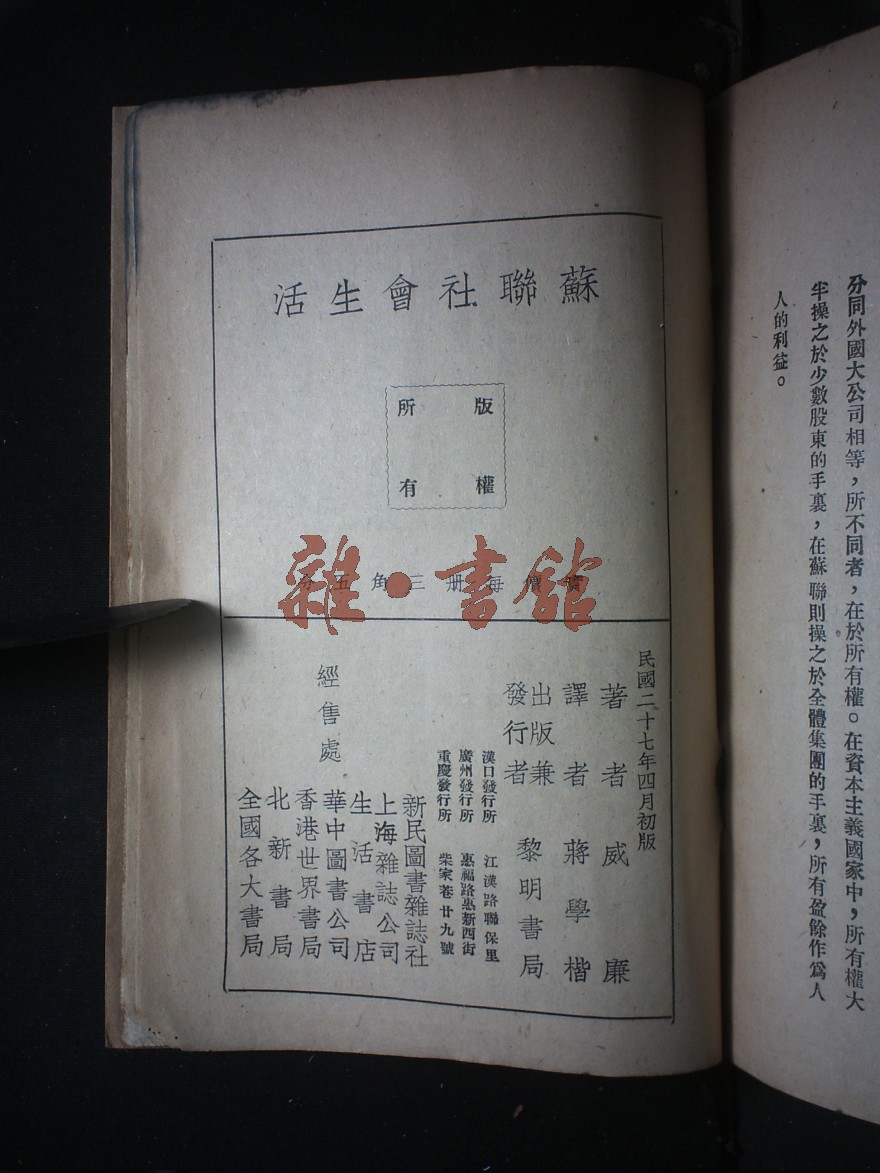 分同外國大公司相等，所不同者，在於所有權。在資本主義國家中，所有權大
半操之於少數股東的手裏，在蘇聯則操之於全體集團的手裏，所有盈餘作爲人
人的利益。
蘇聯社會生活
版權
所有
實價每册三角五分
雜·書館
民國二十七年四月初版
著者 威廉
譯者 蔣學楷
出版兼
發行者 黎明書局
漢口發行所 江漢路聯保里
廣州發行所 惠福路惠新西街
重慶發行所 柴家巷廿九號
經售處
新民圖書雜誌社
上海雜誌公司
生活書店
華中圖書公司
香港世界書局
北新書局
全國各大書局